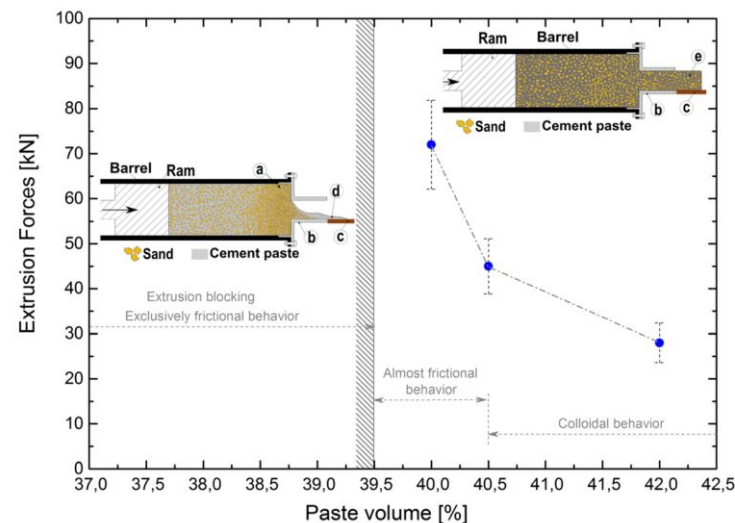 Extrusion Forces [kN]
100
90
80
70
60
50
40
30
20
10
0
Ram Barrel
e
b c
Sand Cement paste
Barrel Ram
a
d
b c
Sand Cement paste
Extrusion blocking
Exclusively frictional behavior
Almost frictional
behavior
Colloidal behavior
37,0 37,5 38,0 38,5 39,0 39,5 40,0 40,5 41,0 41,5 42,0
Paste volume [%]